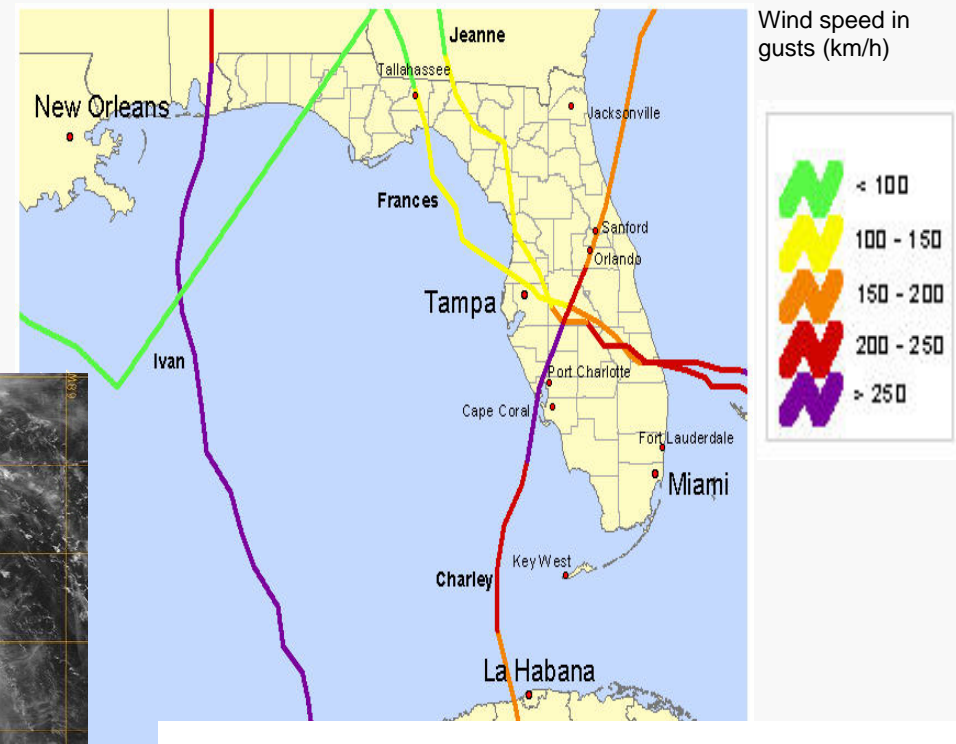 Wind speed in
gusts (km/h)
Jeanne
Tallahassee
New Orleans
Jacksonville
< 100
Frances
Sanford
100 - 150
Orlando
Tampa
150 - 200
200 - 250
Ivan
Port Charlotte
> 250
Cape Coral
Fort Lauderdale
Miami
Key West
Charley
La Habana
68W